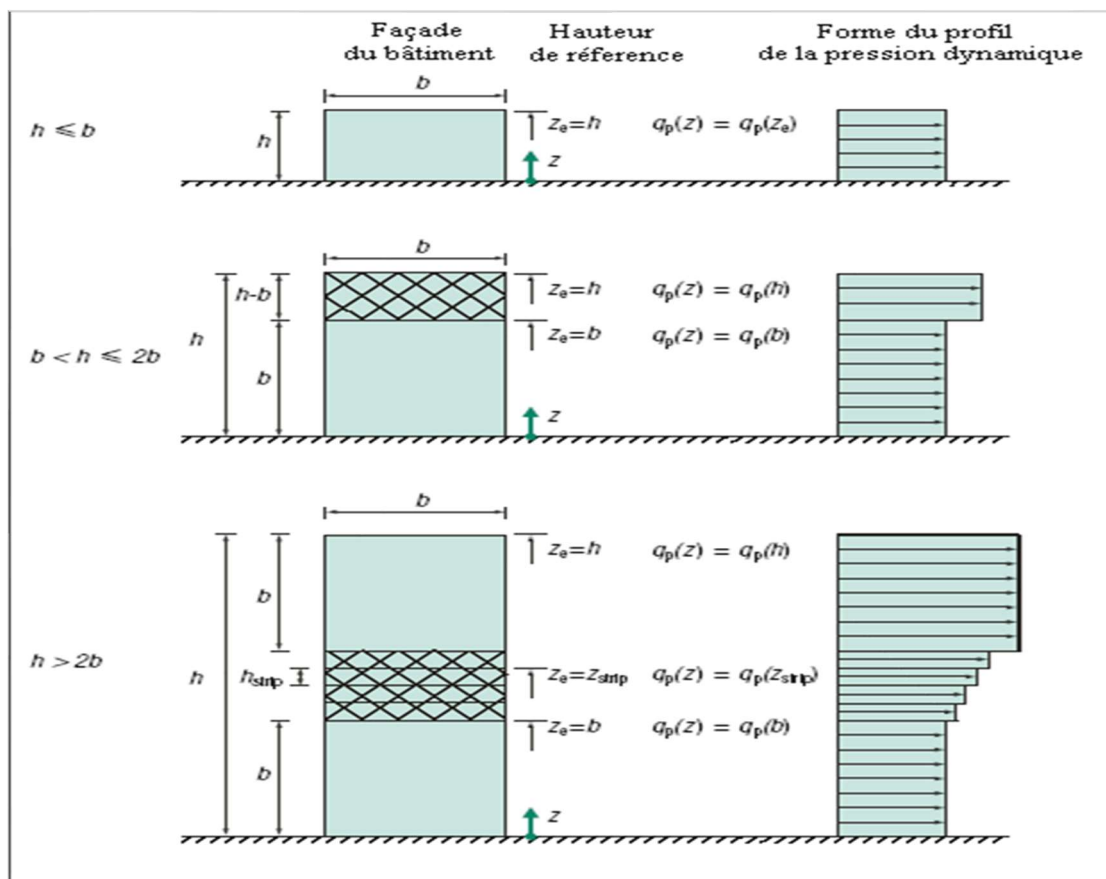 Façade
du bâtiment
Hauteur
de réference
Forme du profil
de la pression dynamique
h ⩽ b
b
h
z_e=h q_p(z) = q_p(z_e)
z
b < h ⩽ 2b
b
h-b
h
b
z_e=h q_p(z) = q_p(h)
z_e=b q_p(z) = q_p(b)
z
h > 2b
b
h
b
h_strip
b
z_e=h q_p(z) = q_p(h)
z_e=z_strip q_p(z) = q_p(z_strip)
z_e=b q_p(z) = q_p(b)
z